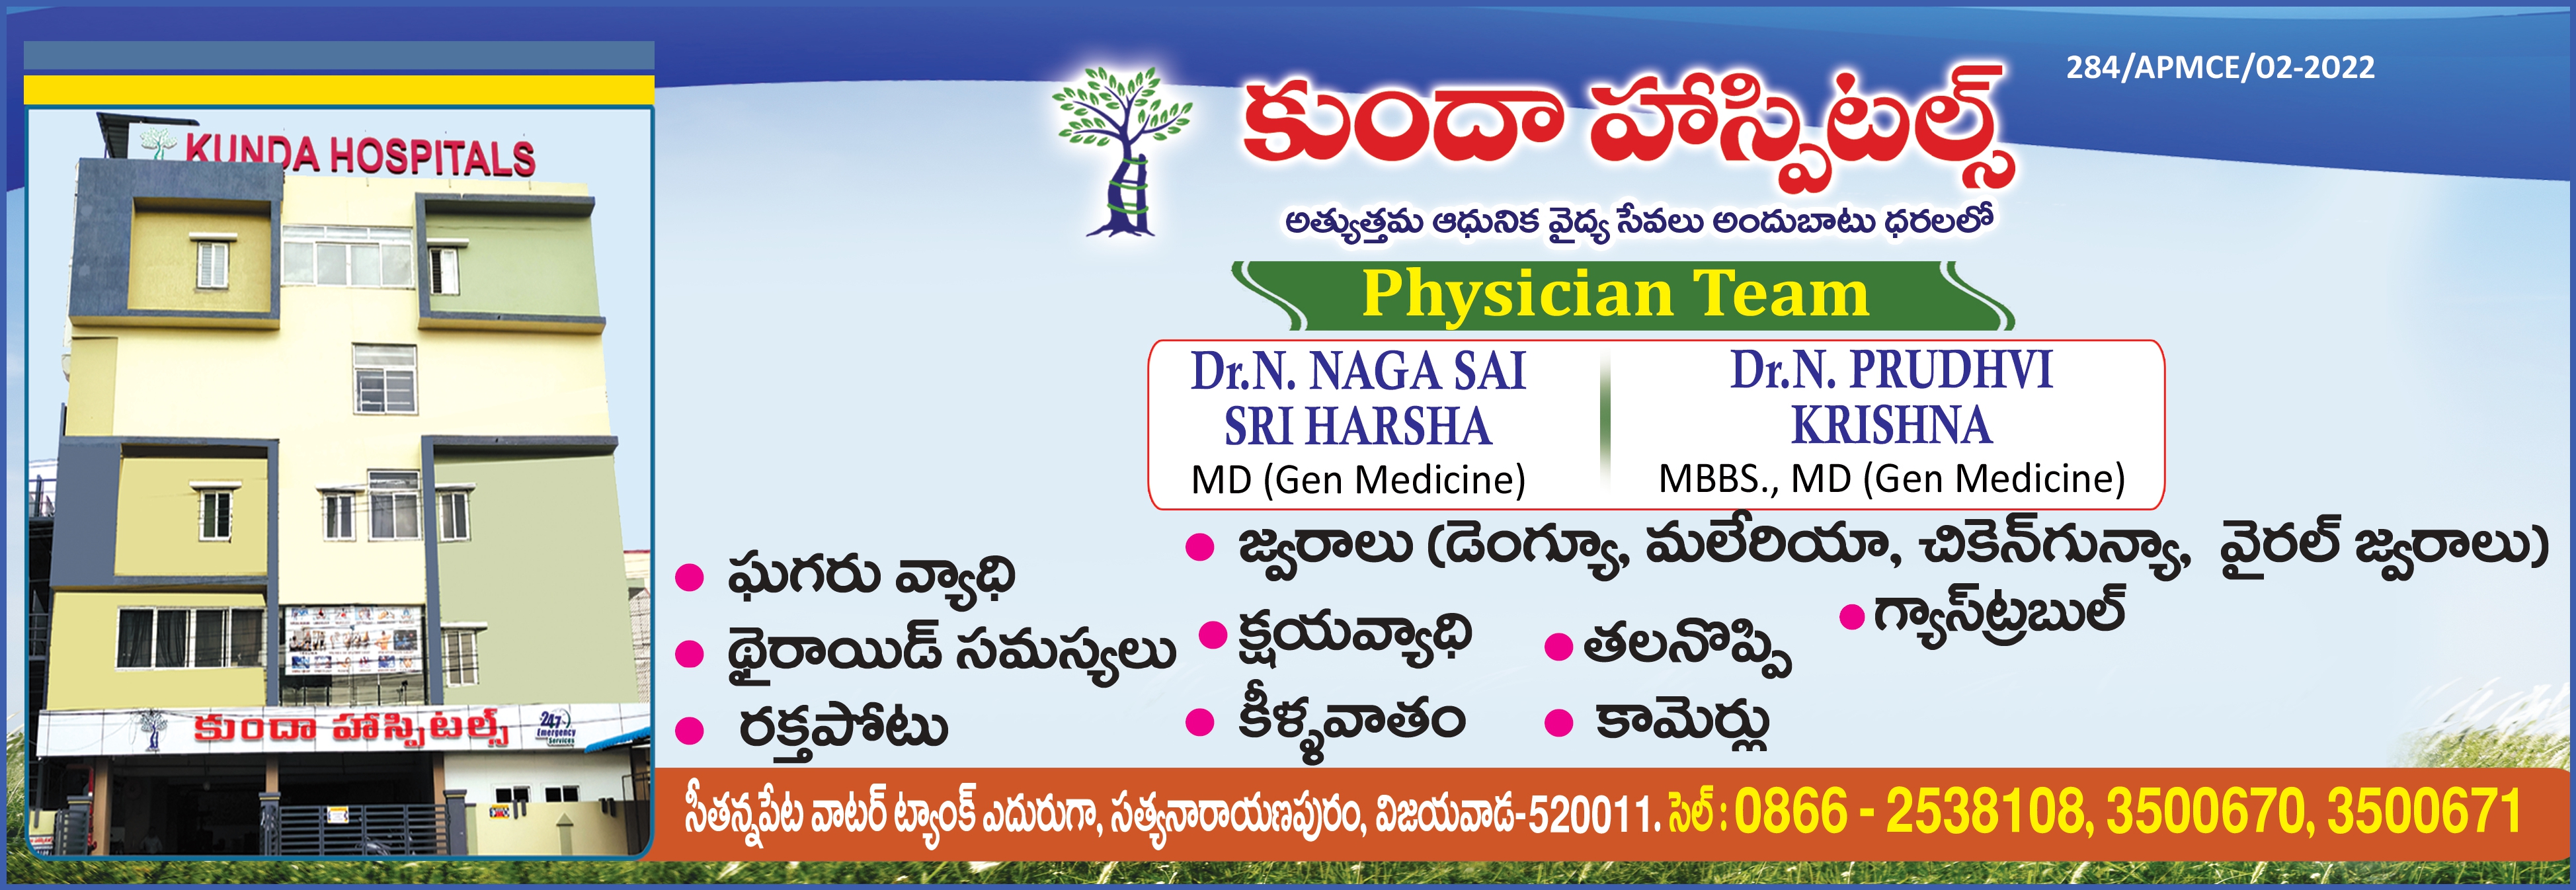 284/APMCE/02-2022
KUNDA HOSPITALS
కుందా హాస్పిటల్స్
అత్యుత్తమ ఆధునిక వైద్య సేవలు అందుబాటు ధరలలో
Physician Team
Dr.N. NAGA SAI
SRI HARSHA
MD (Gen Medicine)
Dr.N. PRUDHVI
KRISHNA
MBBS., MD (Gen Medicine)
• ఘగరు వ్యాధి
• థైరాయిడ్ సమస్యలు
• రక్తపోటు
• జ్వరాలు (డెంగ్యూ, మలేరియా, చికెన్‌గున్యా, వైరల్ జ్వరాలు)
• క్షయవ్యాధి
• కీళ్ళవాతం
• తలనొప్పి
• కామెర్లు
• గ్యాస్‌ట్రబుల్
కుందా హాస్పిటల్స్
24/7
Emergency
Services
సీతన్నపేట వాటర్ ట్యాంక్ ఎదురుగా, సత్యనారాయణపురం, విజయవాడ-520011. సెల్ : 0866 - 2538108, 3500670, 3500671